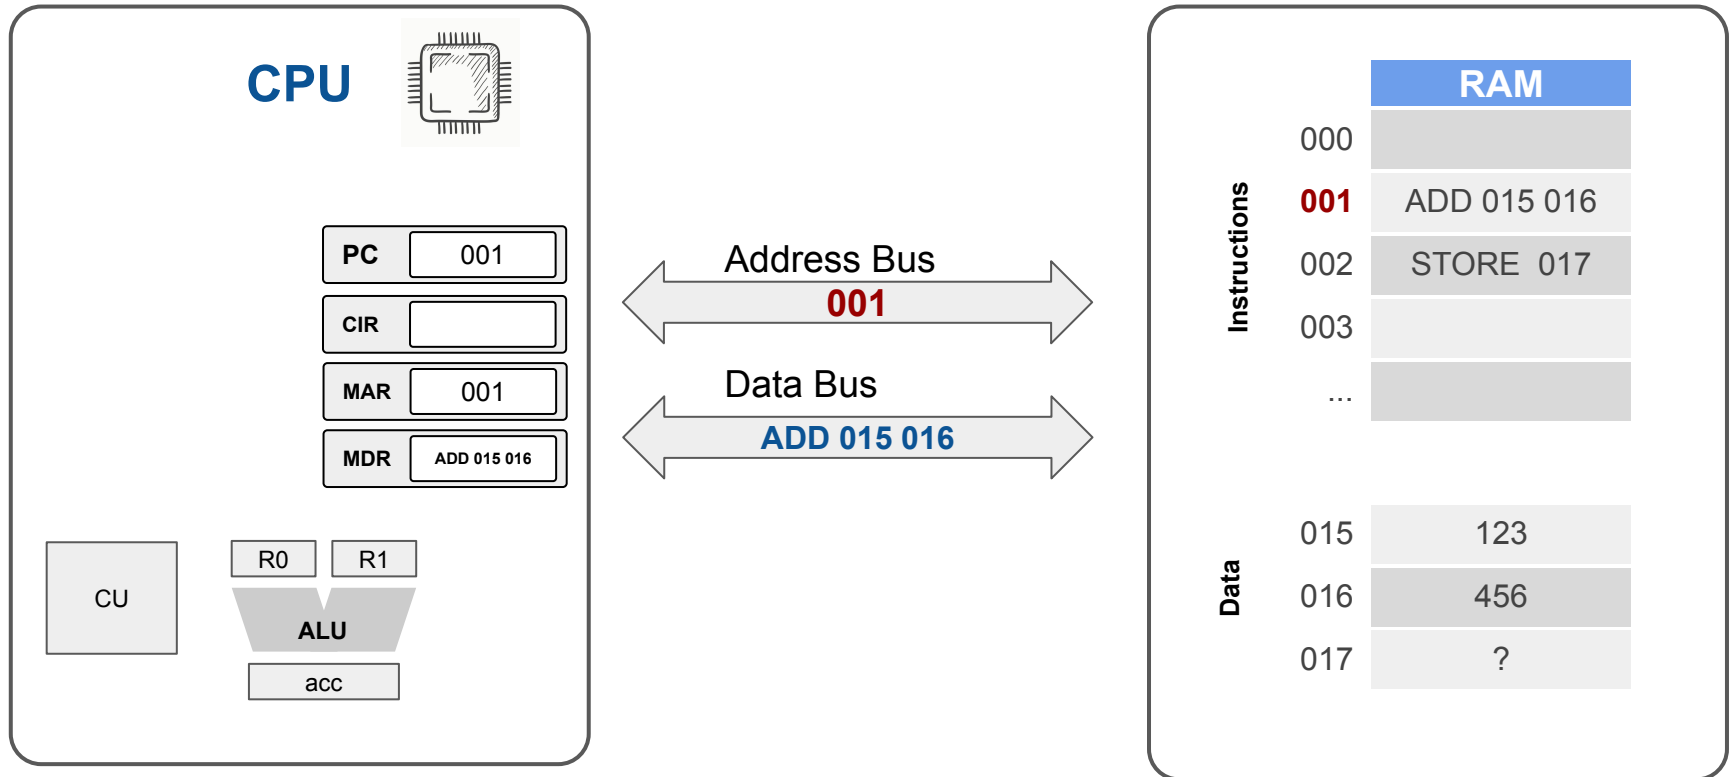 CPU
PC 001
CIR
MAR 001
MDR ADD 015 016
CU
R0 R1
ALU
acc
Address Bus
001
Data Bus
ADD 015 016
RAM
Instructions
000
001 ADD 015 016
002 STORE 017
003
...
Data
015 123
016 456
017 ?